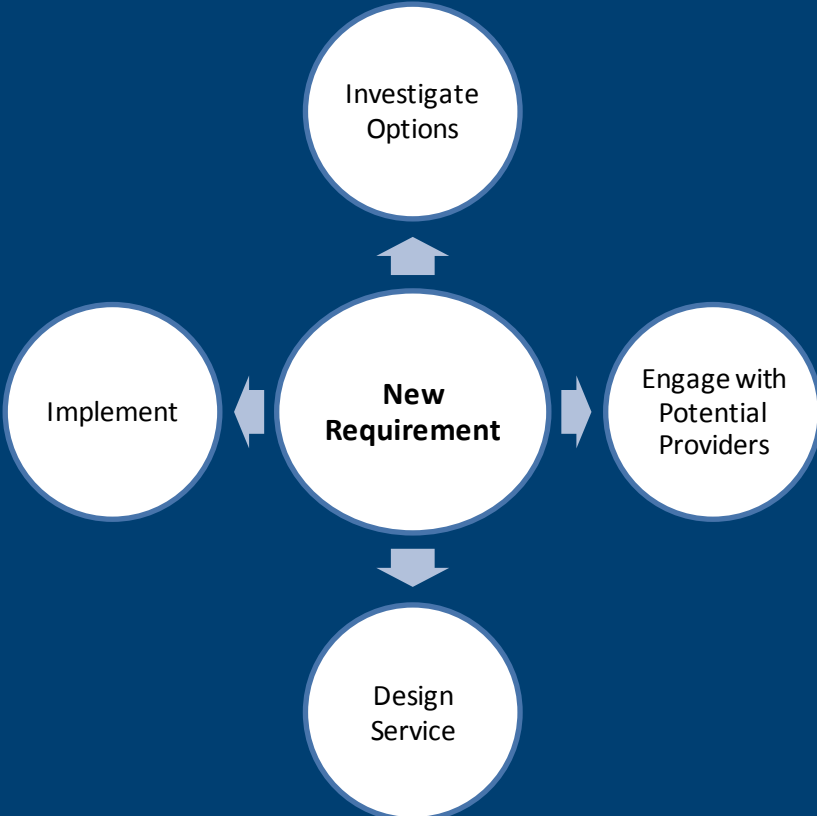 Investigate
Options
New
Requirement
Engage with
Potential
Providers
Design
Service
Implement